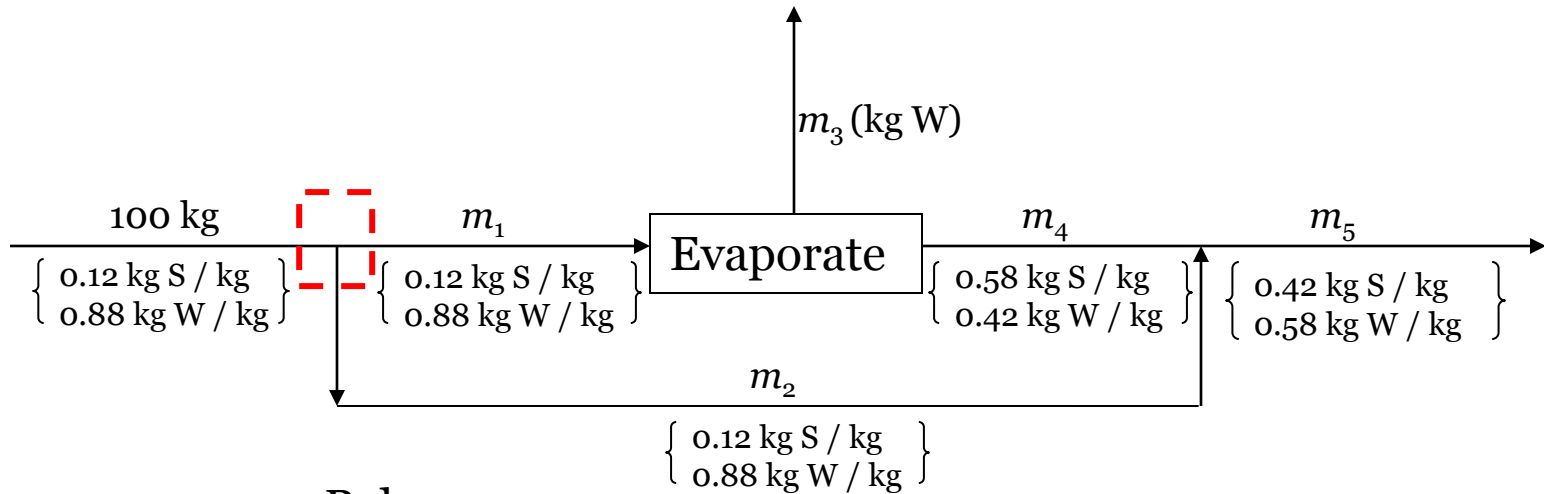 m₃ (kg W)
100 kg
m₁
Evaporate
m₄
m₅
{ 0.12 kg S / kg
0.88 kg W / kg }
{ 0.12 kg S / kg
0.88 kg W / kg }
{ 0.58 kg S / kg
0.42 kg W / kg }
{ 0.42 kg S / kg
0.58 kg W / kg }
m₂
{ 0.12 kg S / kg
0.88 kg W / kg }